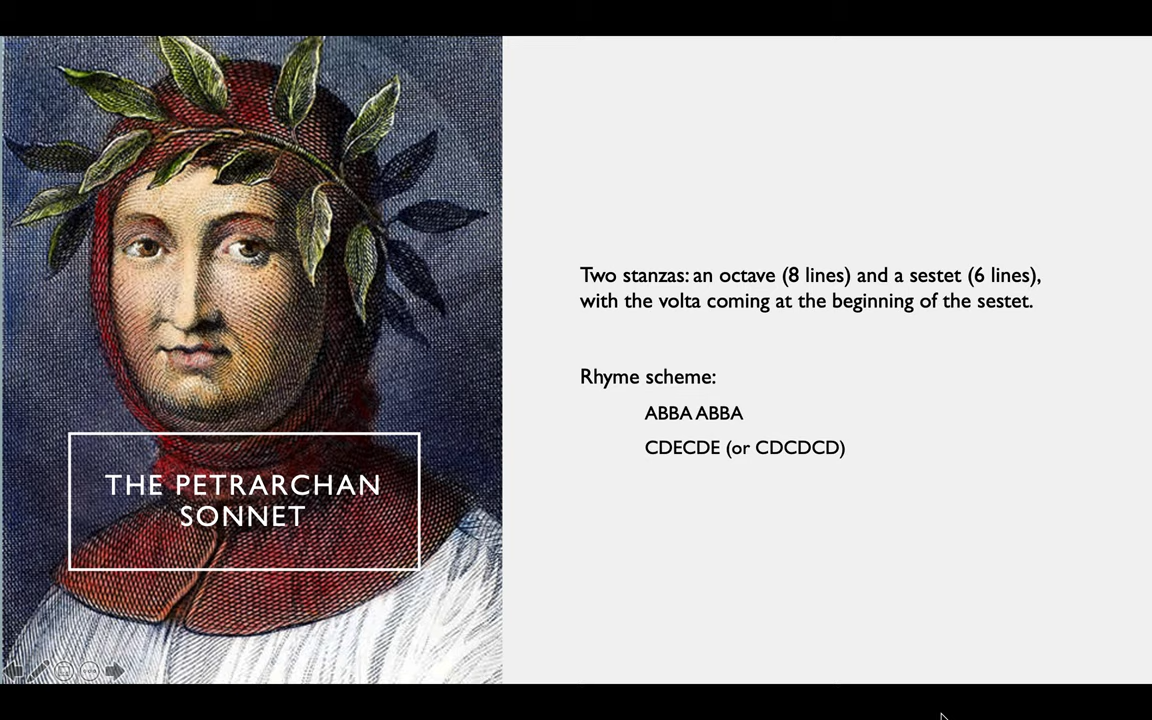 THE PETRARCHAN
SONNET
Two stanzas: an octave (8 lines) and a sestet (6 lines),
with the volta coming at the beginning of the sestet.
Rhyme scheme:
ABBA ABBA
CDECDE (or CDCDCD)